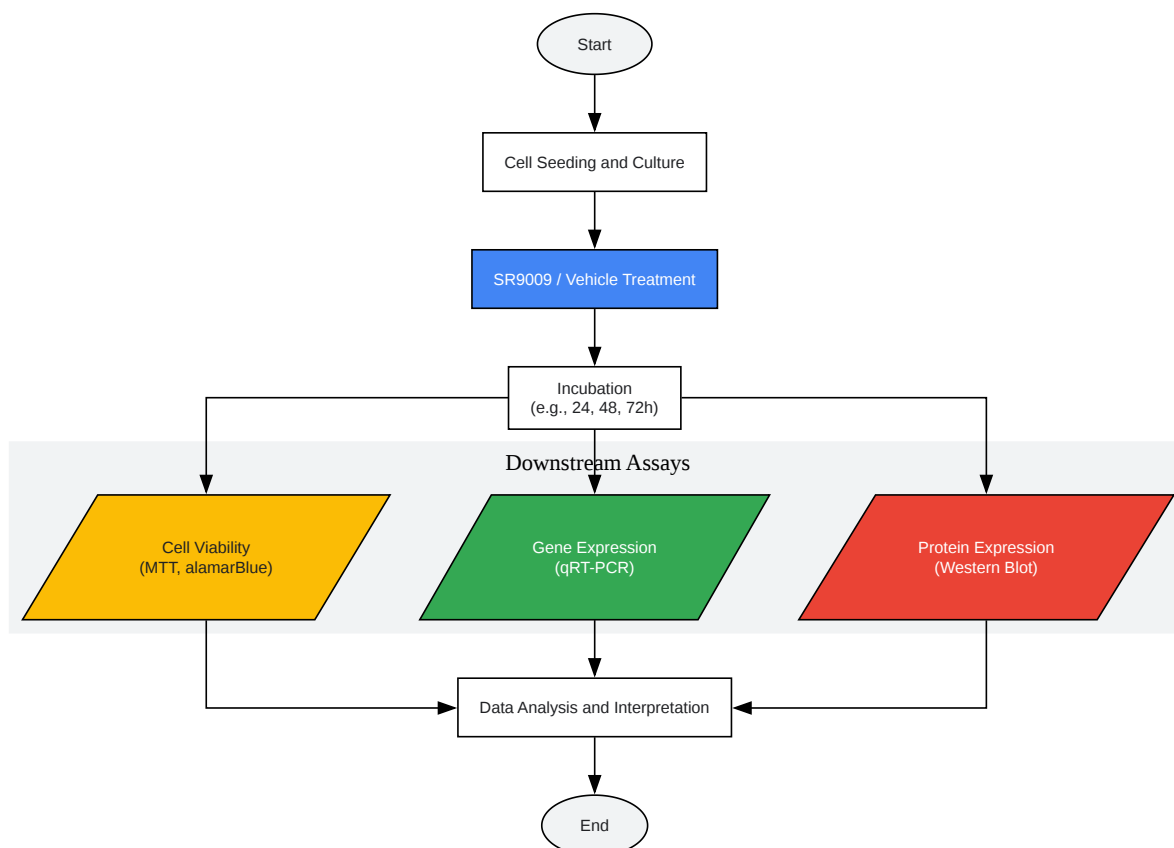 Start
Cell Seeding and Culture
SR9009 / Vehicle Treatment
Incubation
(e.g., 24, 48, 72h)
Downstream Assays
Cell Viability
(MTT, alamarBlue)
Gene Expression
(qRT-PCR)
Protein Expression
(Western Blot)
Data Analysis and Interpretation
End